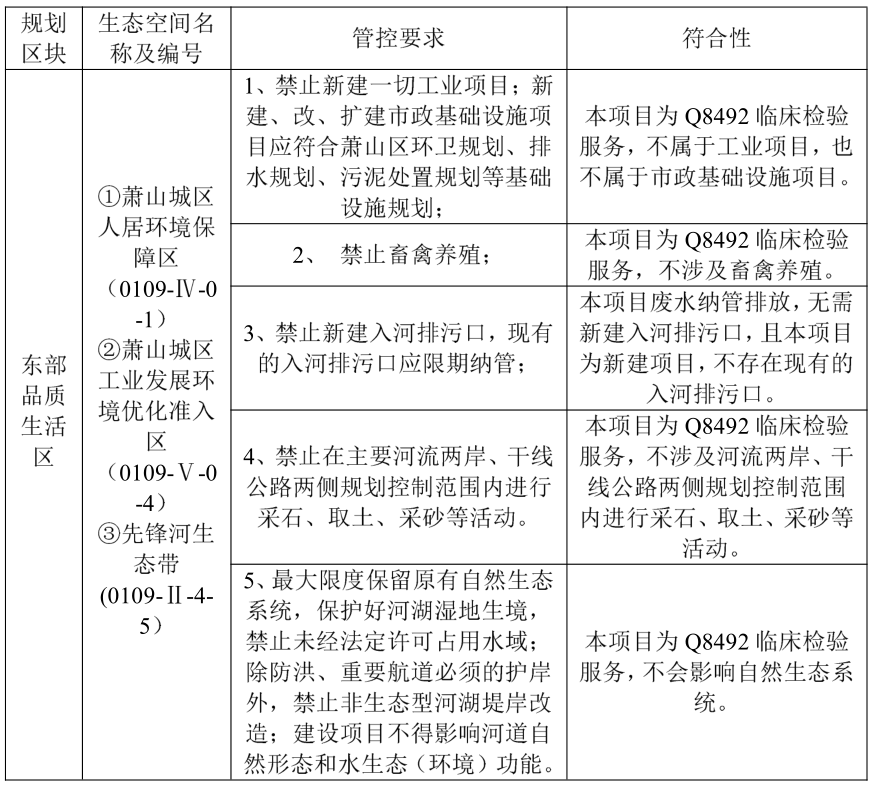 规划
区块
生态空间名
称及编号
管控要求
符合性
东部
品质
生活
区
①萧山城区
人居环境保
障区
（0109-Ⅳ-0
-1）
②萧山城区
工业发展环
境优化准入
区
（0109-Ⅴ-0
-4）
③先锋河生
态带
(0109-Ⅱ-4-
5）
1、禁止新建一切工业项目；新
建、改、扩建市政基础设施项
目应符合萧山区环卫规划、排
水规划、污泥处置规划等基础
设施规划；
本项目为 Q8492 临床检验
服务，不属于工业项目，也
不属于市政基础设施项目。
2、 禁止畜禽养殖；
本项目为 Q8492 临床检验
服务，不涉及畜禽养殖。
3、禁止新建入河排污口，现有
的入河排污口应限期纳管；
本项目废水纳管排放，无需
新建入河排污口，且本项目
为新建项目，不存在现有的
入河排污口。
4、禁止在主要河流两岸、干线
公路两侧规划控制范围内进行
采石、取土、采砂等活动。
本项目为 Q8492 临床检验
服务，不涉及河流两岸、干
线公路两侧规划控制范围
内进行采石、取土、采砂等
活动。
5、最大限度保留原有自然生态
系统，保护好河湖湿地生境，
禁止未经法定许可占用水域；
除防洪、重要航道必须的护岸
外，禁止非生态型河湖堤岸改
造；建设项目不得影响河道自
然形态和水生态（环境）功能。
本项目为 Q8492 临床检验
服务，不会影响自然生态系
统。